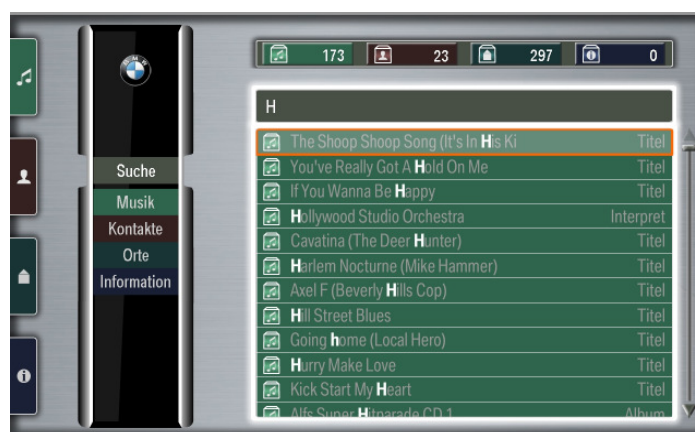 BMW
173 23 297 0
H
The Shoop Shoop Song (It's In His Ki Titel
You've Really Got A Hold On Me Titel
If You Wanna Be Happy Titel
Hollywood Studio Orchestra Interpret
Cavatina (The Deer Hunter) Titel
Harlem Nocturne (Mike Hammer) Titel
Axel F (Beverly Hills Cop) Titel
Hill Street Blues Titel
Going home (Local Hero) Titel
Hurry Make Love Titel
Kick Start My Heart Titel
Alfs Super Hitparade CD 1 Album
Suche
Musik
Kontakte
Orte
Information